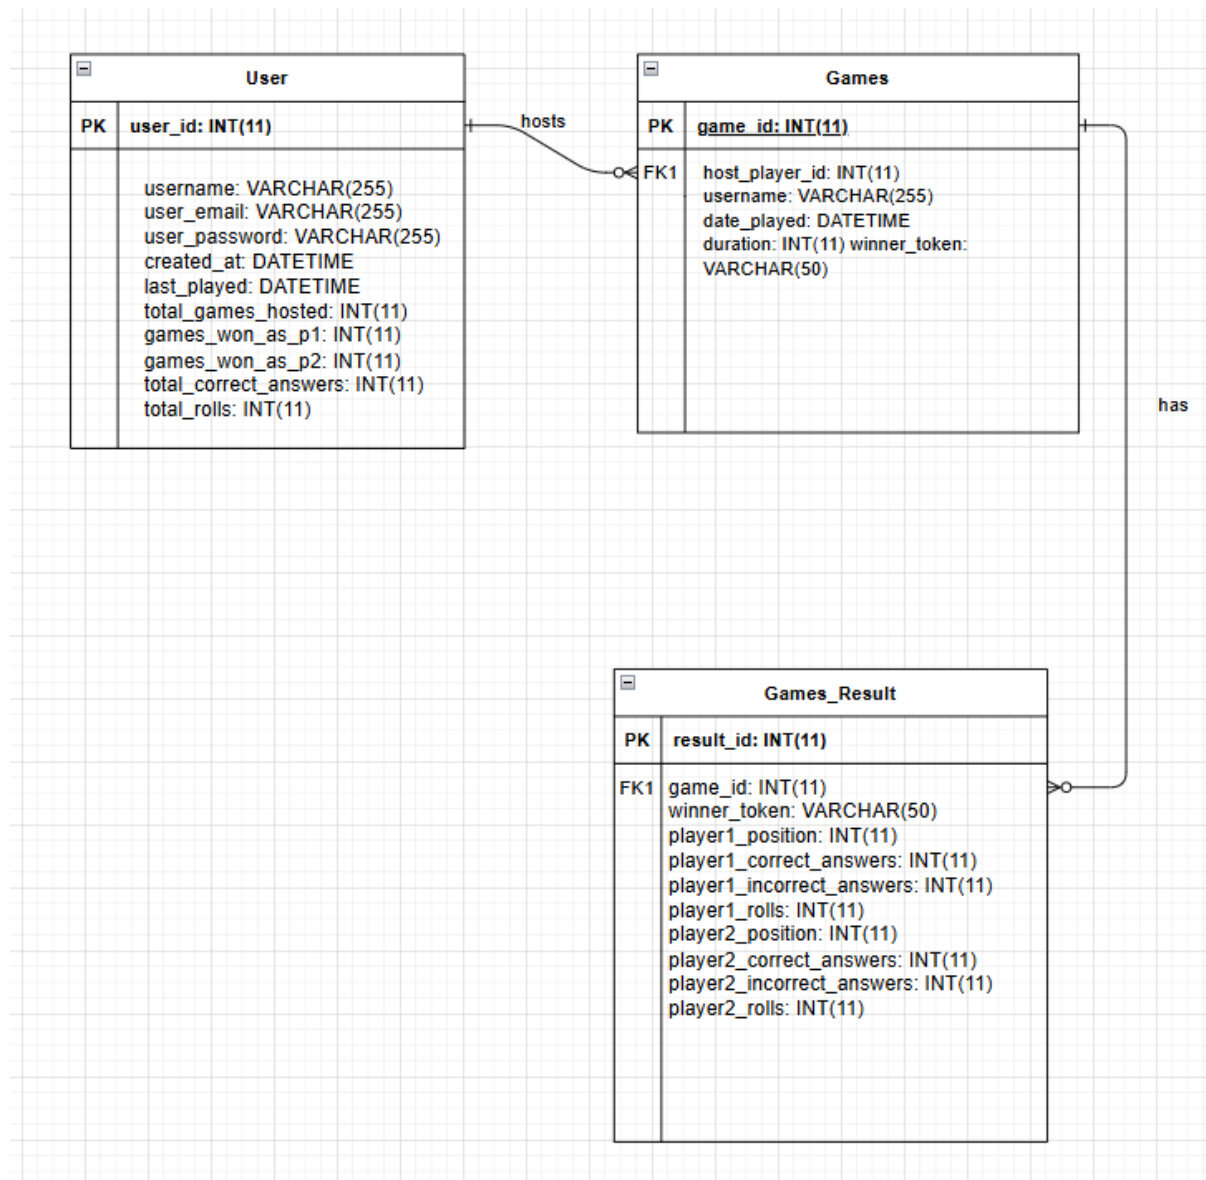 User
PK user_id: INT(11)
username: VARCHAR(255)
user_email: VARCHAR(255)
user_password: VARCHAR(255)
created_at: DATETIME
last_played: DATETIME
total_games_hosted: INT(11)
games_won_as_p1: INT(11)
games_won_as_p2: INT(11)
total_correct_answers: INT(11)
total_rolls: INT(11)
hosts
Games
PK game_id: INT(11)
FK1 host_player_id: INT(11)
username: VARCHAR(255)
date_played: DATETIME
duration: INT(11) winner_token:
VARCHAR(50)
has
Games_Result
PK result_id: INT(11)
FK1 game_id: INT(11)
winner_token: VARCHAR(50)
player1_position: INT(11)
player1_correct_answers: INT(11)
player1_incorrect_answers: INT(11)
player1_rolls: INT(11)
player2_position: INT(11)
player2_correct_answers: INT(11)
player2_incorrect_answers: INT(11)
player2_rolls: INT(11)